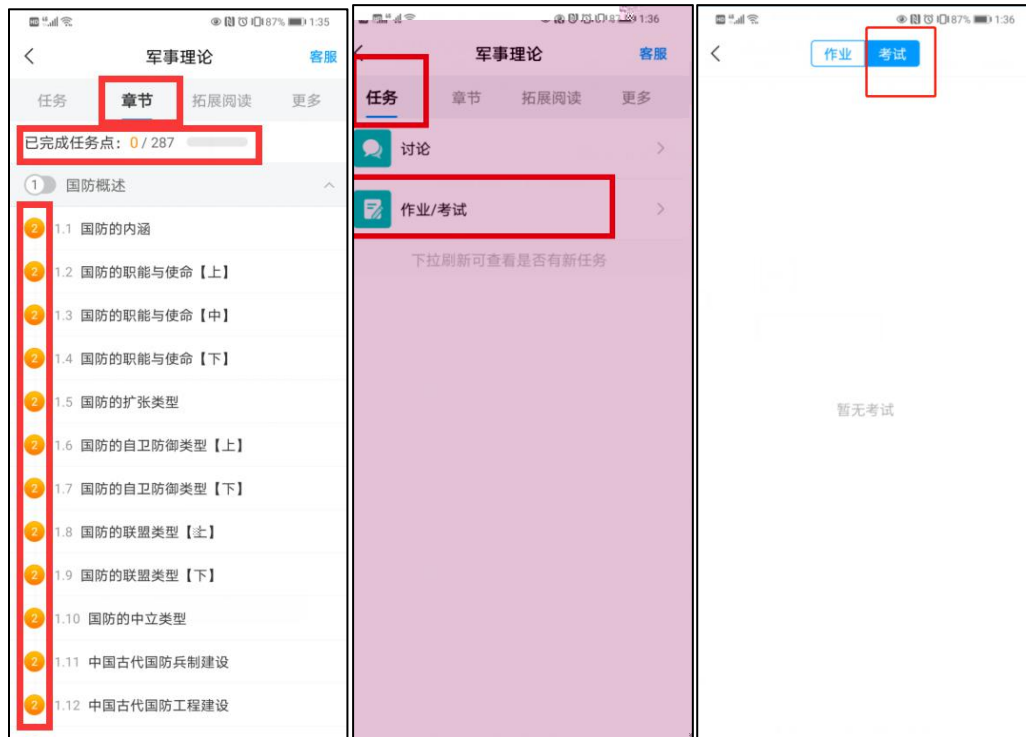 1:35
军事理论
客服
任务 章节 拓展阅读 更多
已完成任务点：0 / 287
1 国防概述
2 1.1 国防的内涵
2 1.2 国防的职能与使命【上】
2 1.3 国防的职能与使命【中】
2 1.4 国防的职能与使命【下】
2 1.5 国防的扩张类型
2 1.6 国防的自卫防御类型【上】
2 1.7 国防的自卫防御类型【下】
2 1.8 国防的联盟类型【上】
2 1.9 国防的联盟类型【下】
2 1.10 国防的中立类型
2 1.11 中国古代国防兵制建设
2 1.12 中国古代国防工程建设
1:36
军事理论
客服
任务 章节 拓展阅读 更多
讨论
作业/考试
下拉刷新可查看是否有新任务
87% 1:36
作业 考试
暂无考试